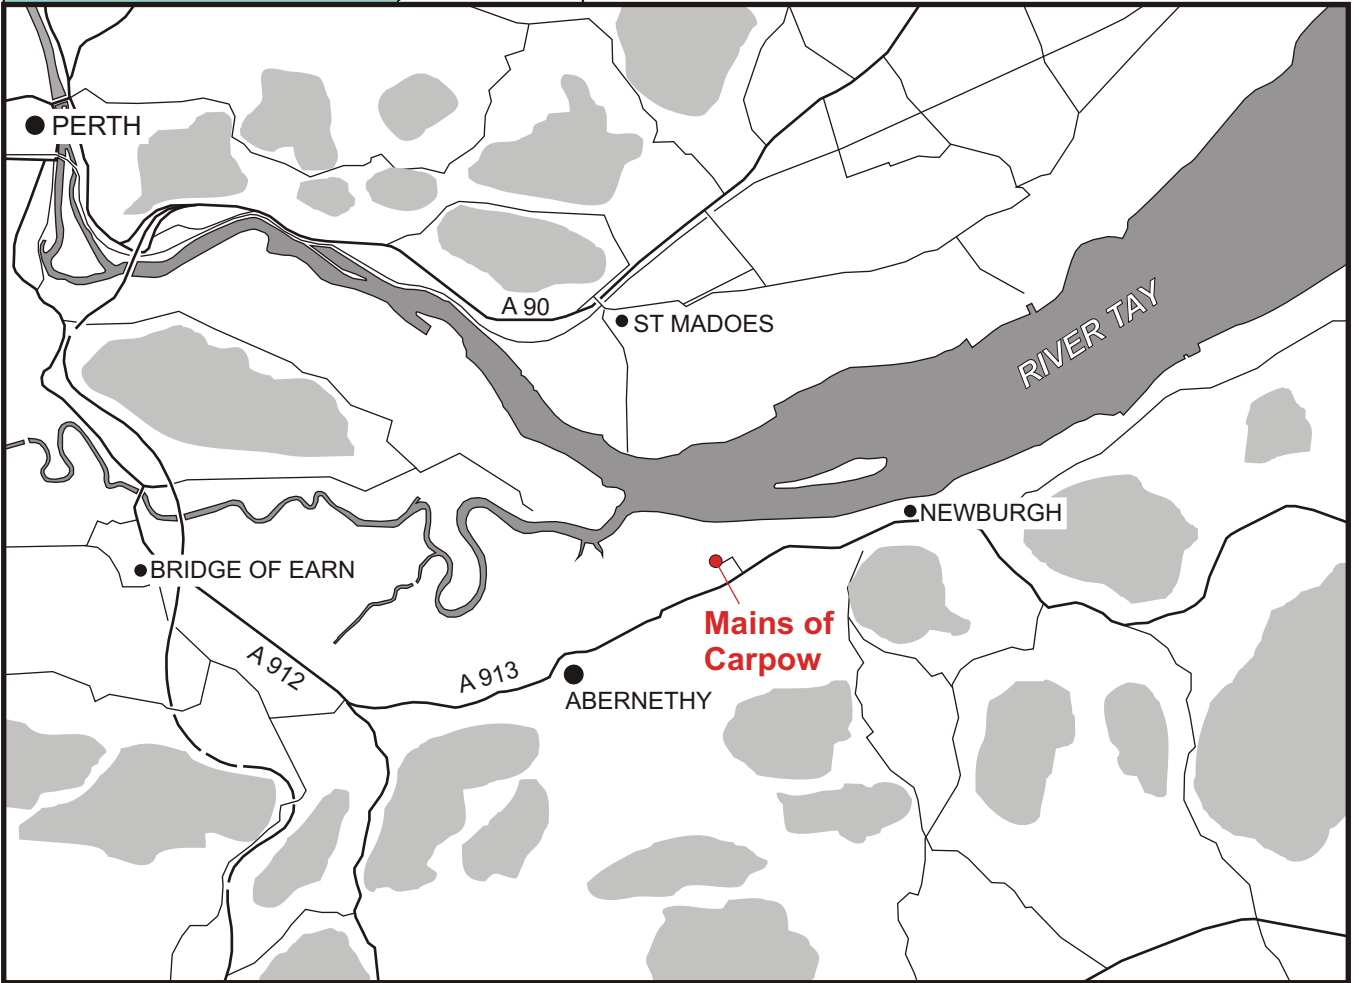 PERTH
A 90
ST MADOES
RIVER TAY
NEWBURGH
BRIDGE OF EARN
Mains of
Carpow
A 912
A 913
ABERNETHY